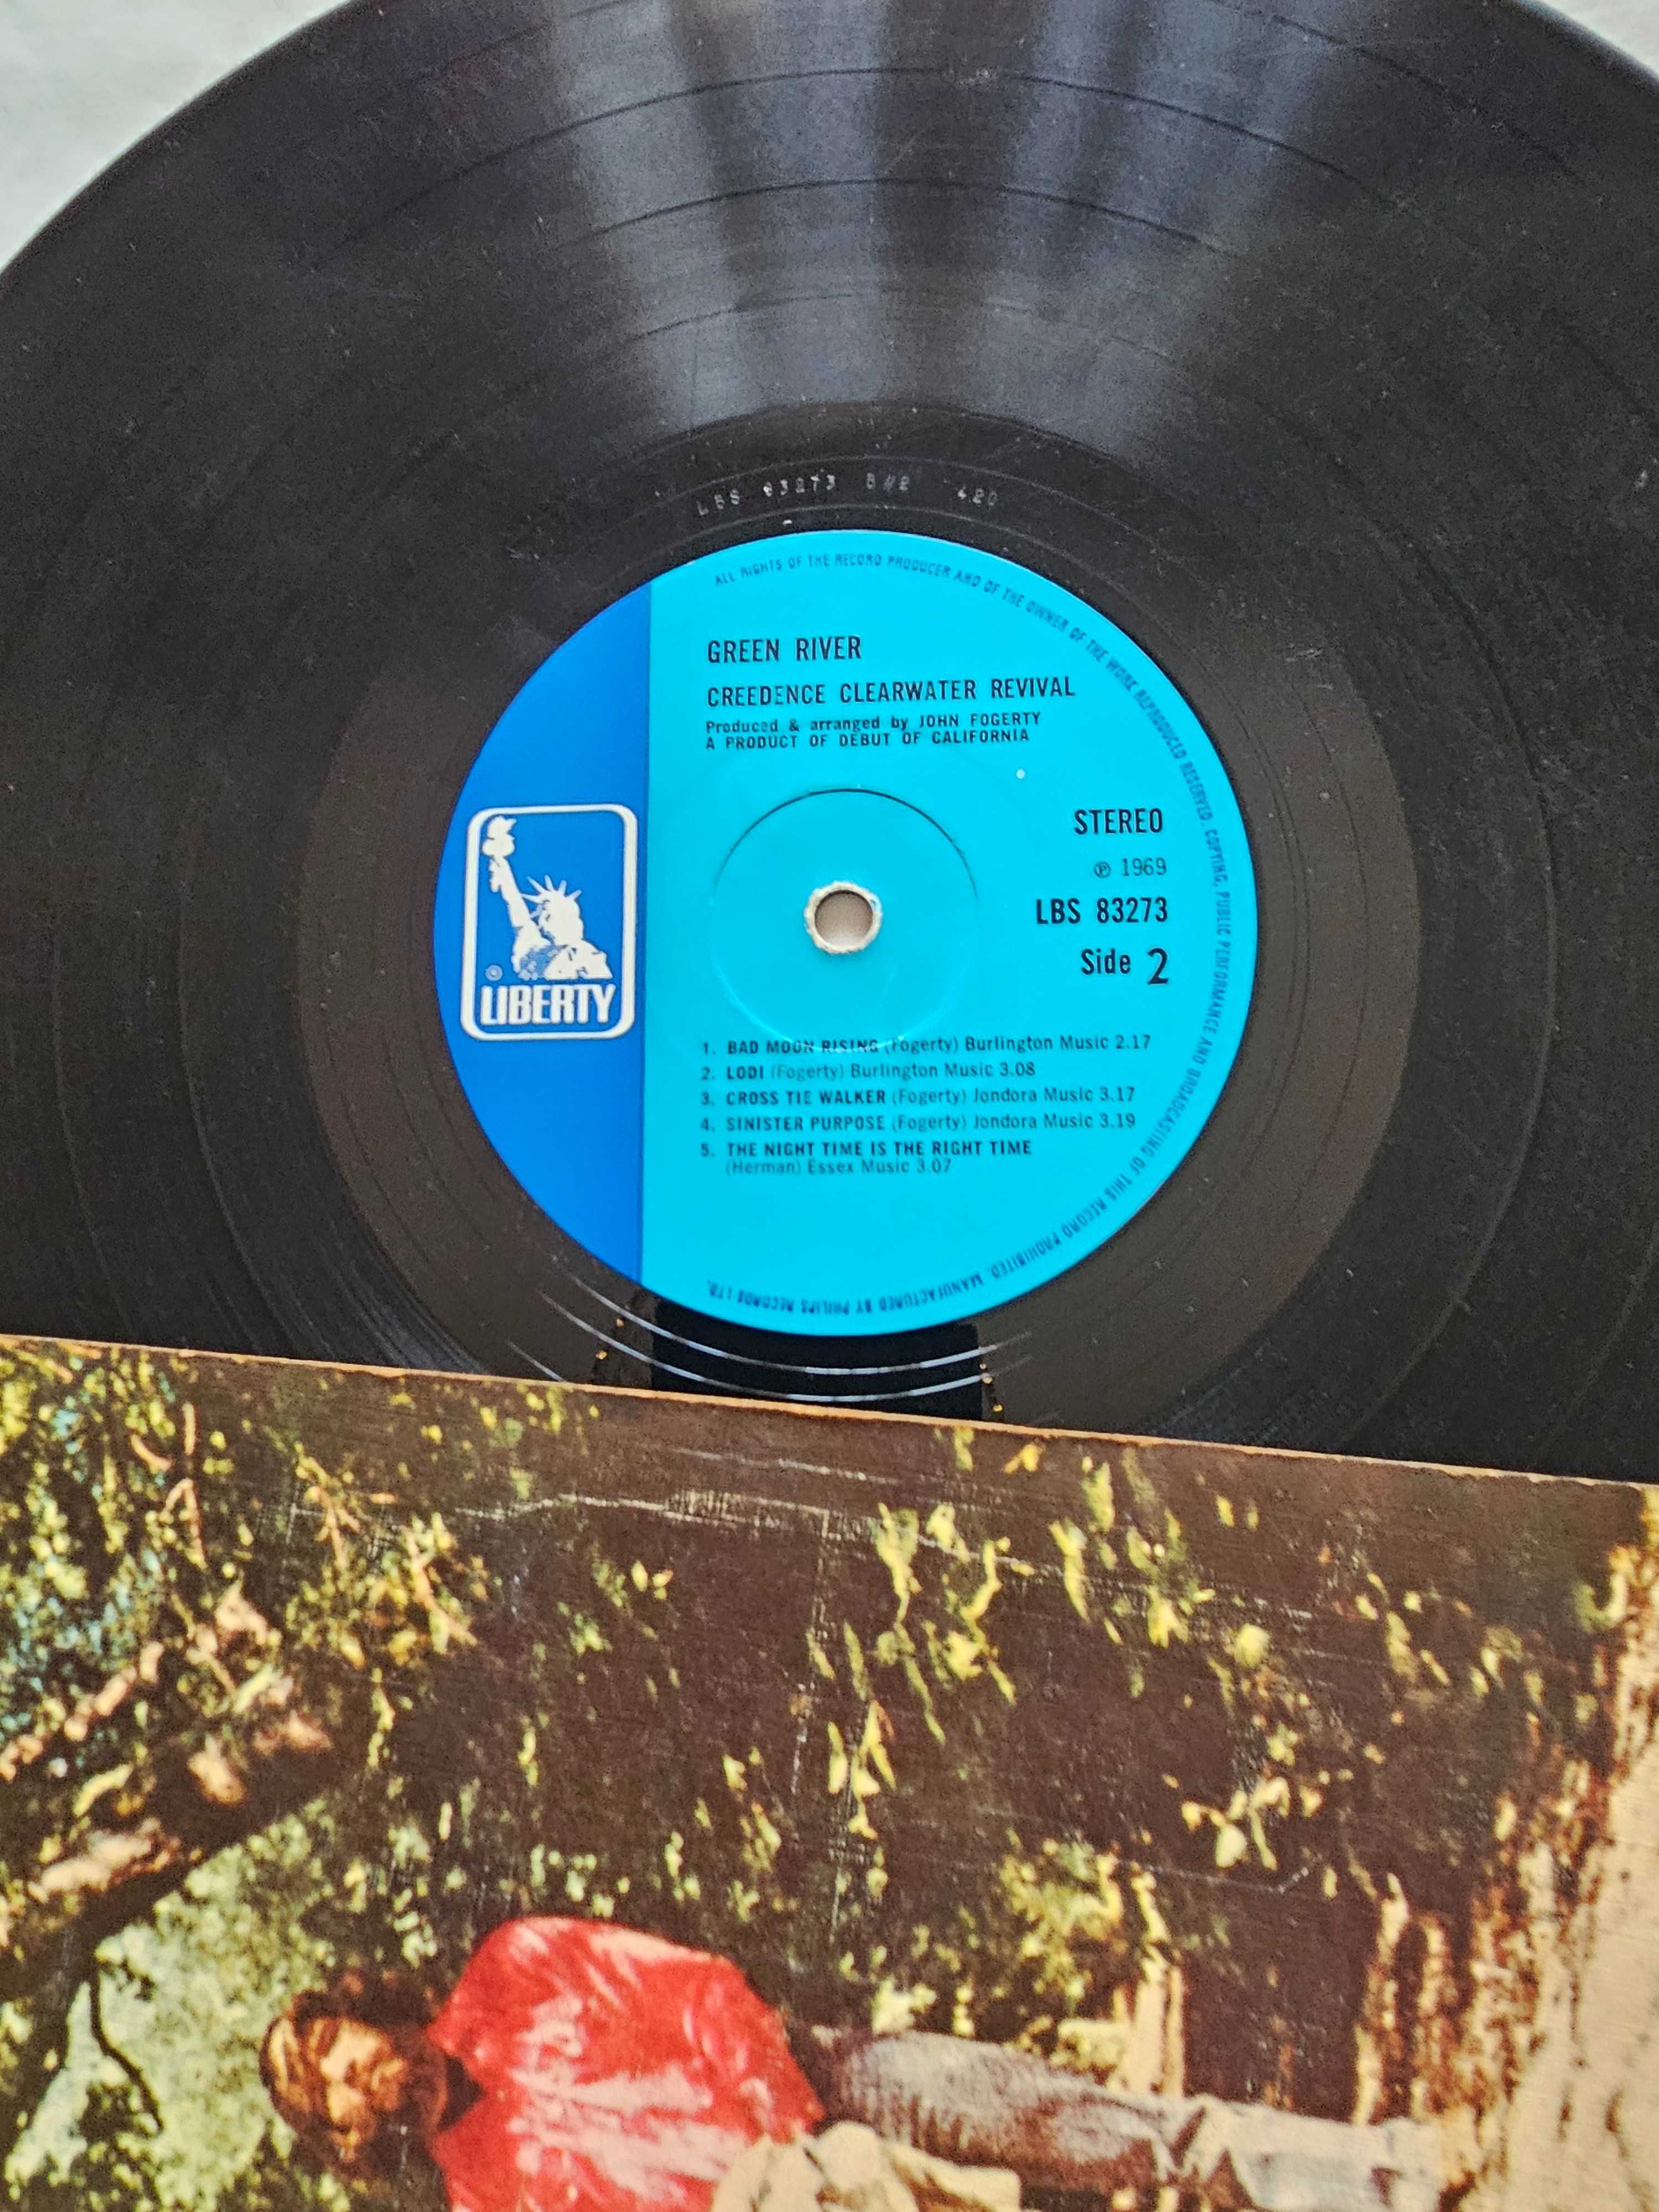 LBS 83273 B#2 420
ALL RIGHTS OF THE RECORD PRODUCER AND OF THE OWNER OF THE WORK REPRODUCED RESERVED. COPYING, PUBLIC PERFORMANCE AND BROADCASTING OF THIS RECORD PROHIBITED. MANUFACTURED BY PHILIPS RECORDS LTD.
GREEN RIVER
CREEDENCE CLEARWATER REVIVAL
Produced & arranged by JOHN FOGERTY
A PRODUCT OF DEBUT OF CALIFORNIA
STEREO
℗ 1969
LBS 83273
Side 2
® LIBERTY
1. BAD MOON RISING (Fogerty) Burlington Music 2.17
2. LODI (Fogerty) Burlington Music 3.08
3. CROSS TIE WALKER (Fogerty) Jondora Music 3.17
4. SINISTER PURPOSE (Fogerty) Jondora Music 3.19
5. THE NIGHT TIME IS THE RIGHT TIME
(Herman) Essex Music 3.07